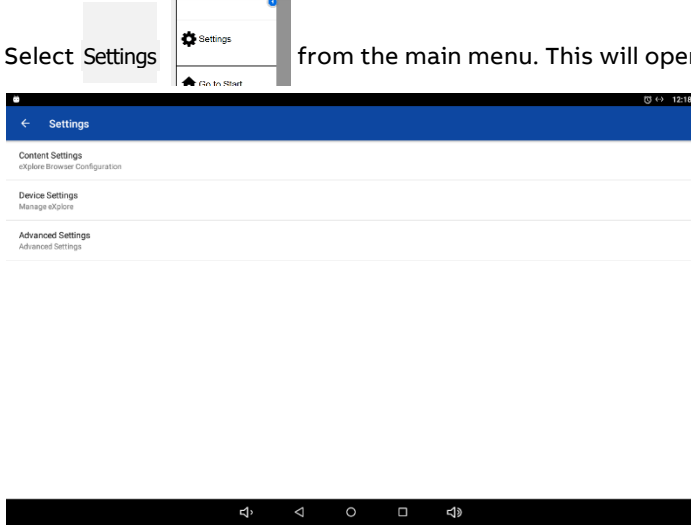 Settings
Select Settings from the main menu. This will open
Go to Start
12:18
Settings
Content Settings
eXplore Browser Configuration
Device Settings
Manage eXplore
Advanced Settings
Advanced Settings